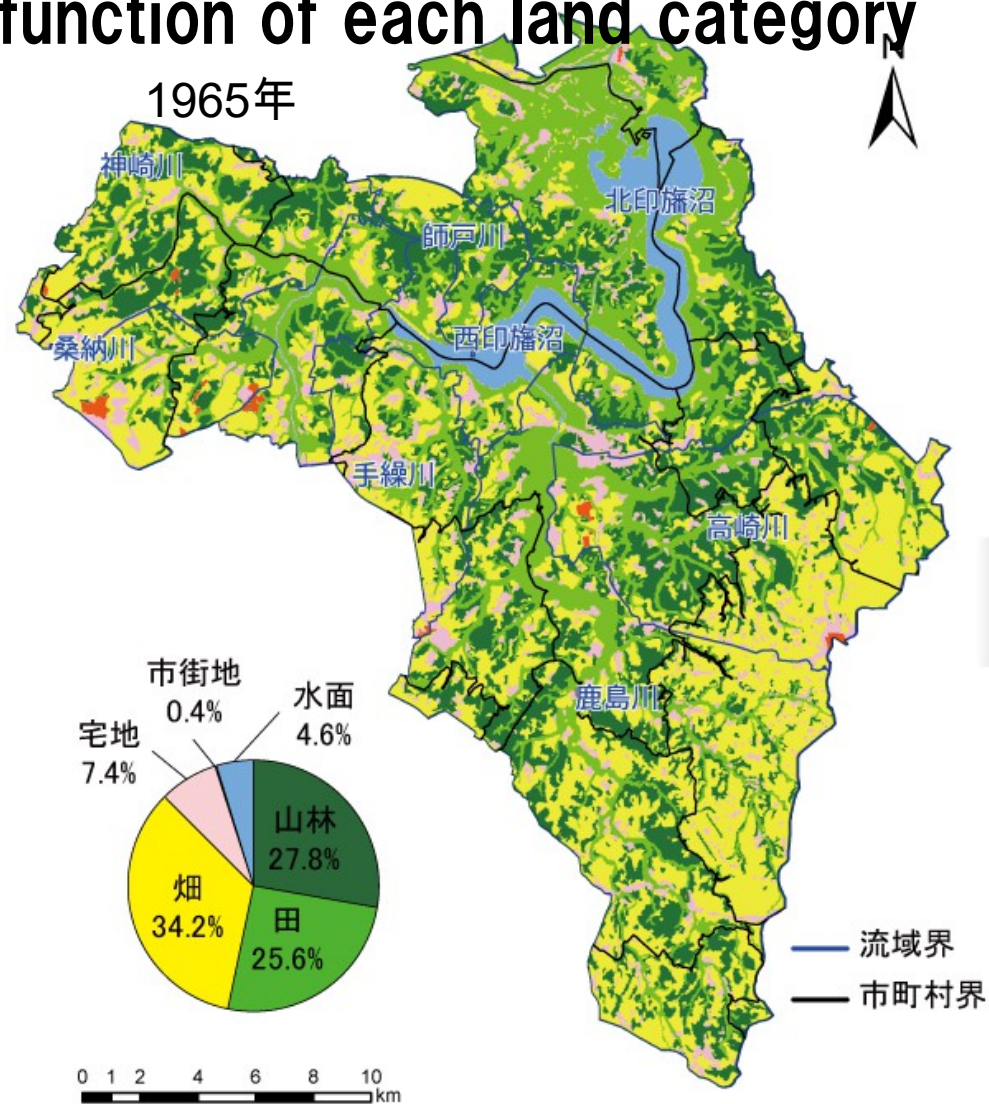 function of each land category
N
1965年
神崎川
北印旛沼
師戸川
西印旛沼
桑納川
手繰川
高崎川
鹿島川
市街地
0.4%
水面
4.6%
宅地
7.4%
山林
27.8%
畑
34.2%
田
25.6%
流域界
市町村界
0 1 2 4 6 8 10
km